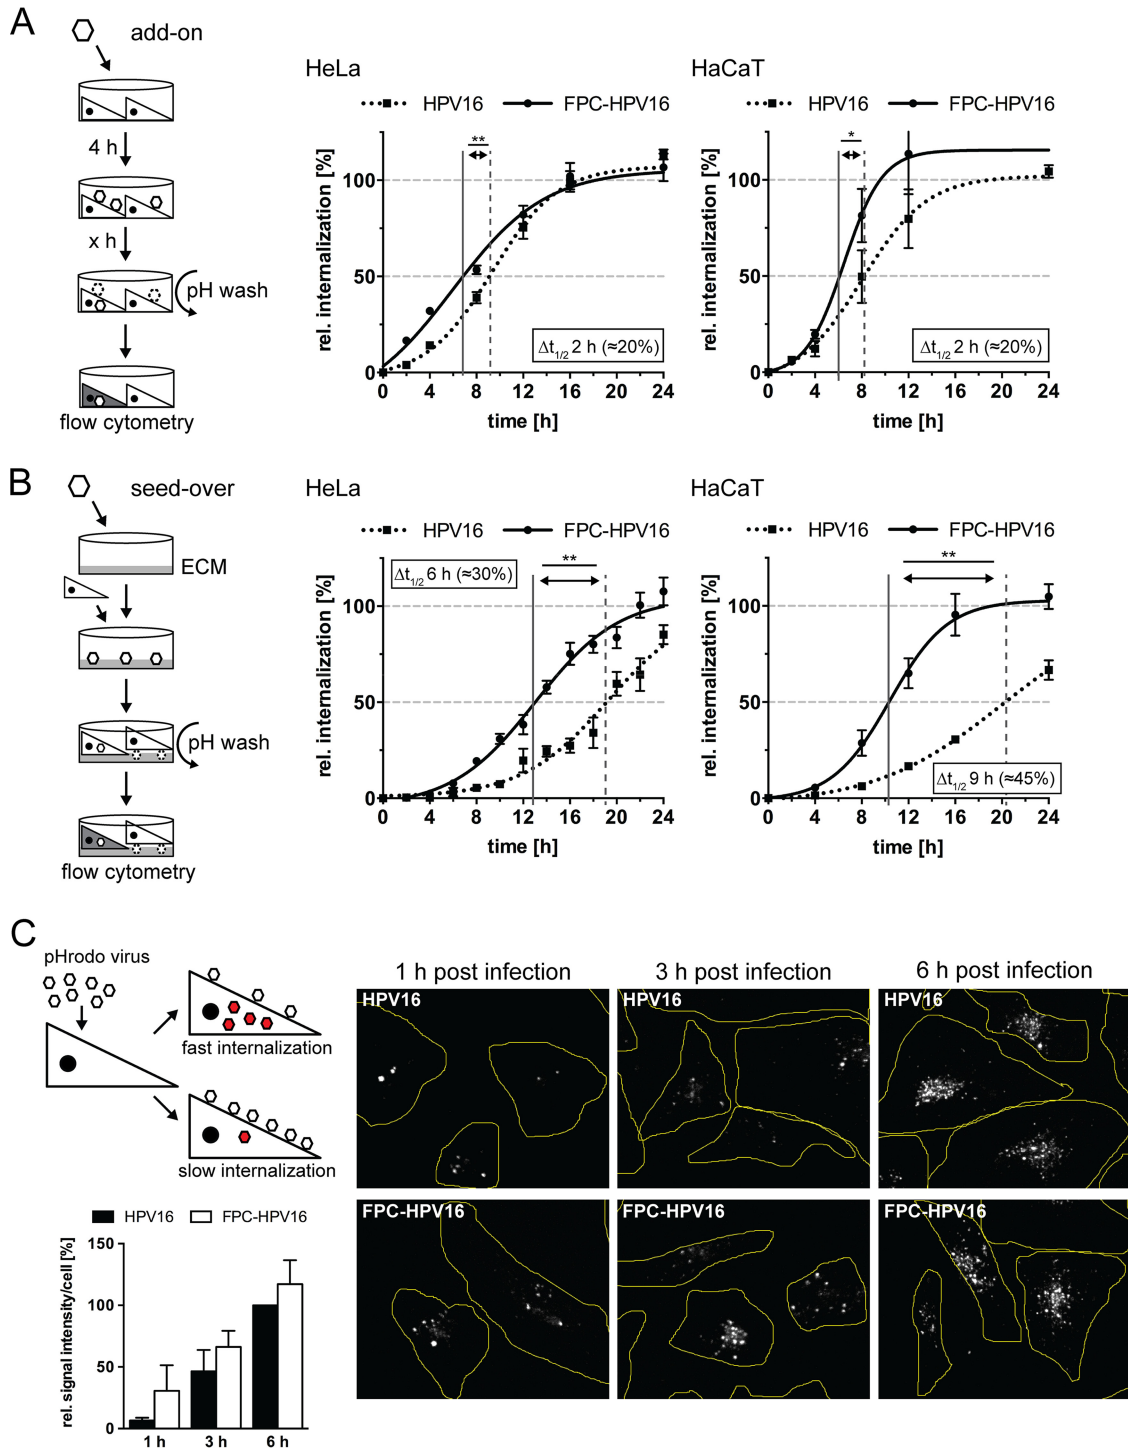 A
add-on
4 h
x h
pH wash
flow cytometry
HeLa
HPV16
FPC-HPV16
**
rel. internalization [%]
100
50
0
Δt1/2 2 h (≈20%)
0 4 8 12 16 20 24
time [h]
HaCaT
HPV16
FPC-HPV16
*
rel. internalization [%]
100
50
0
Δt1/2 2 h (≈20%)
0 4 8 12 16 20 24
time [h]
B
seed-over
ECM
pH wash
flow cytometry
HeLa
HPV16
FPC-HPV16
Δt1/2 6 h (≈30%)
**
rel. internalization [%]
100
50
0
0 4 8 12 16 20 24
time [h]
HaCaT
HPV16
FPC-HPV16
**
rel. internalization [%]
100
50
0
Δt1/2 9 h (≈45%)
0 4 8 12 16 20 24
time [h]
C
pHrodo virus
fast internalization
slow internalization
HPV16
FPC-HPV16
rel. signal intensity/cell [%]
150
100
50
0
1 h 3 h 6 h
1 h post infection
3 h post infection
6 h post infection
HPV16
HPV16
HPV16
FPC-HPV16
FPC-HPV16
FPC-HPV16